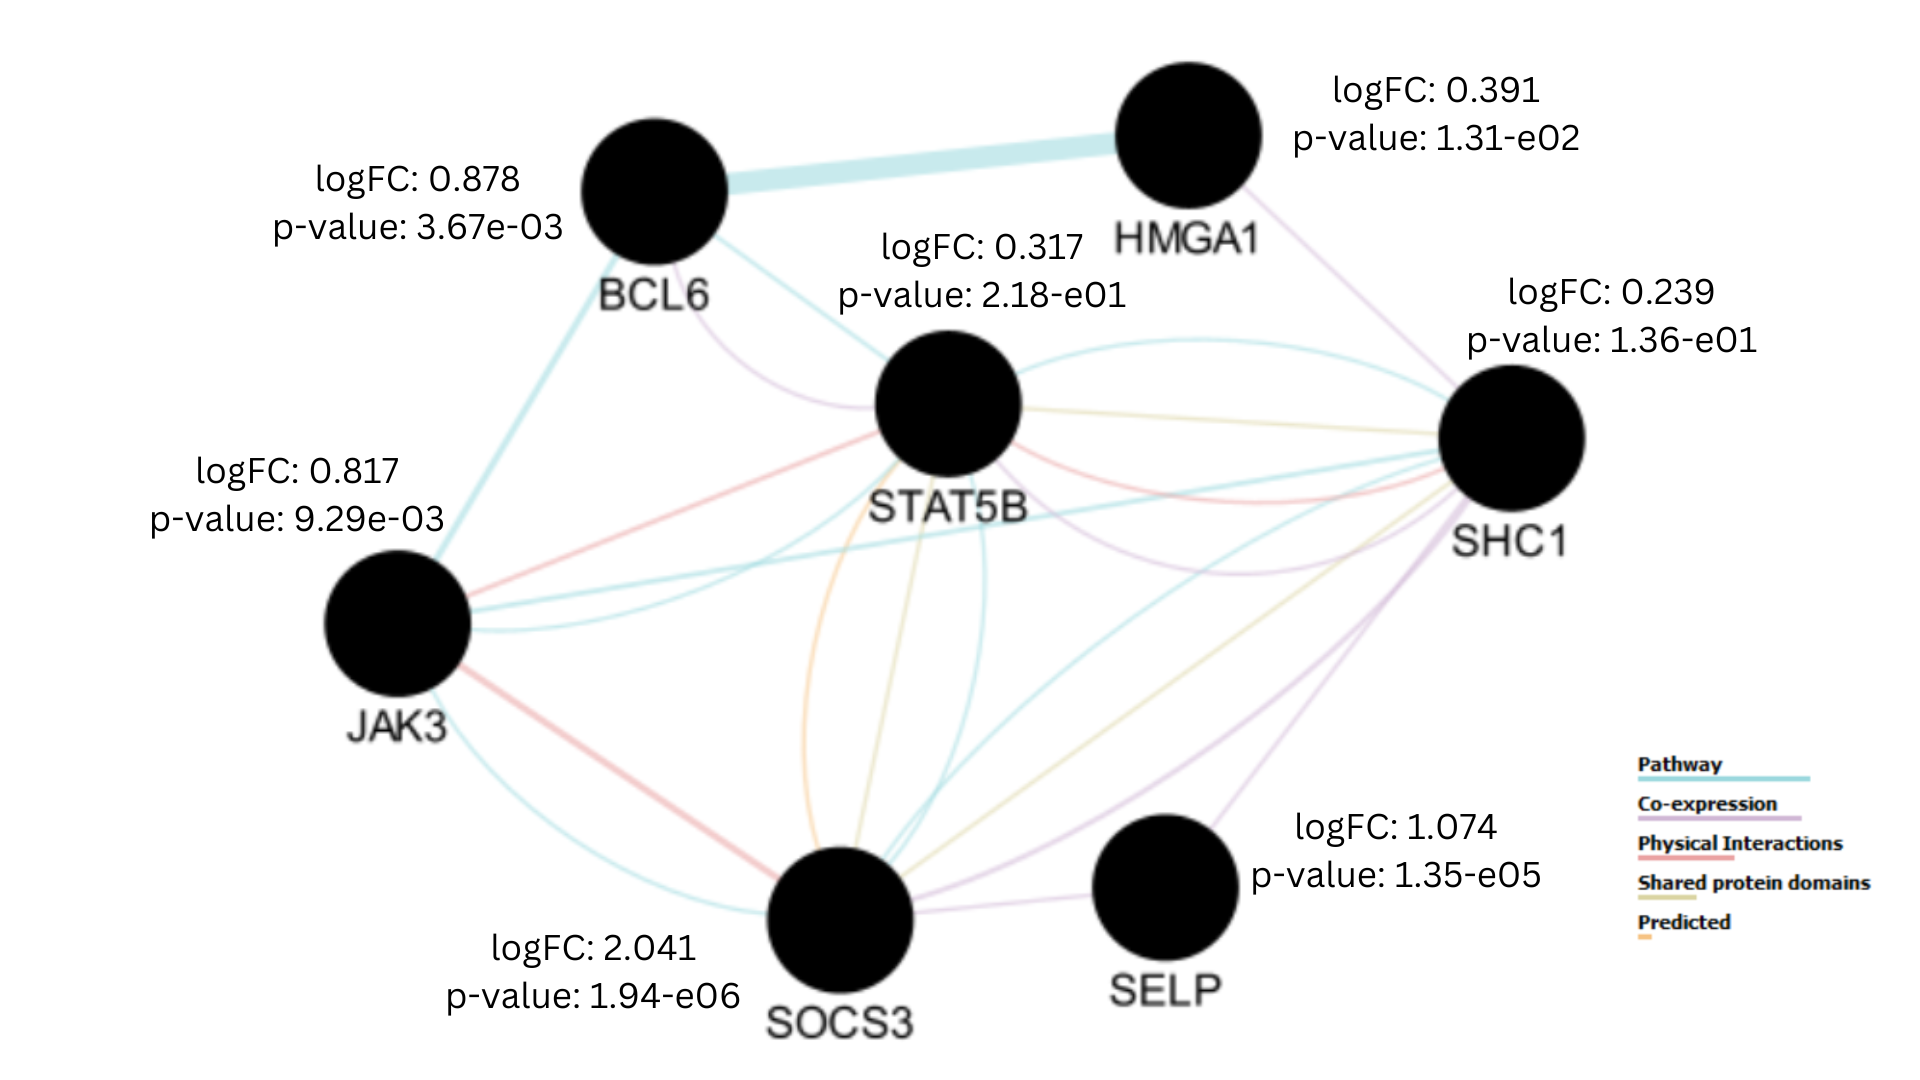 logFC: 0.391
p-value: 1.31-e02
HMGA1
logFC: 0.878
p-value: 3.67e-03
BCL6
logFC: 0.317
p-value: 2.18-e01
STAT5B
logFC: 0.239
p-value: 1.36-e01
SHC1
logFC: 0.817
p-value: 9.29e-03
JAK3
logFC: 1.074
p-value: 1.35-e05
SELP
logFC: 2.041
p-value: 1.94-e06
SOCS3
Pathway
Co-expression
Physical Interactions
Shared protein domains
Predicted